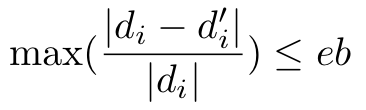 max(|d_i − d'_i| / |d_i|) ≤ eb